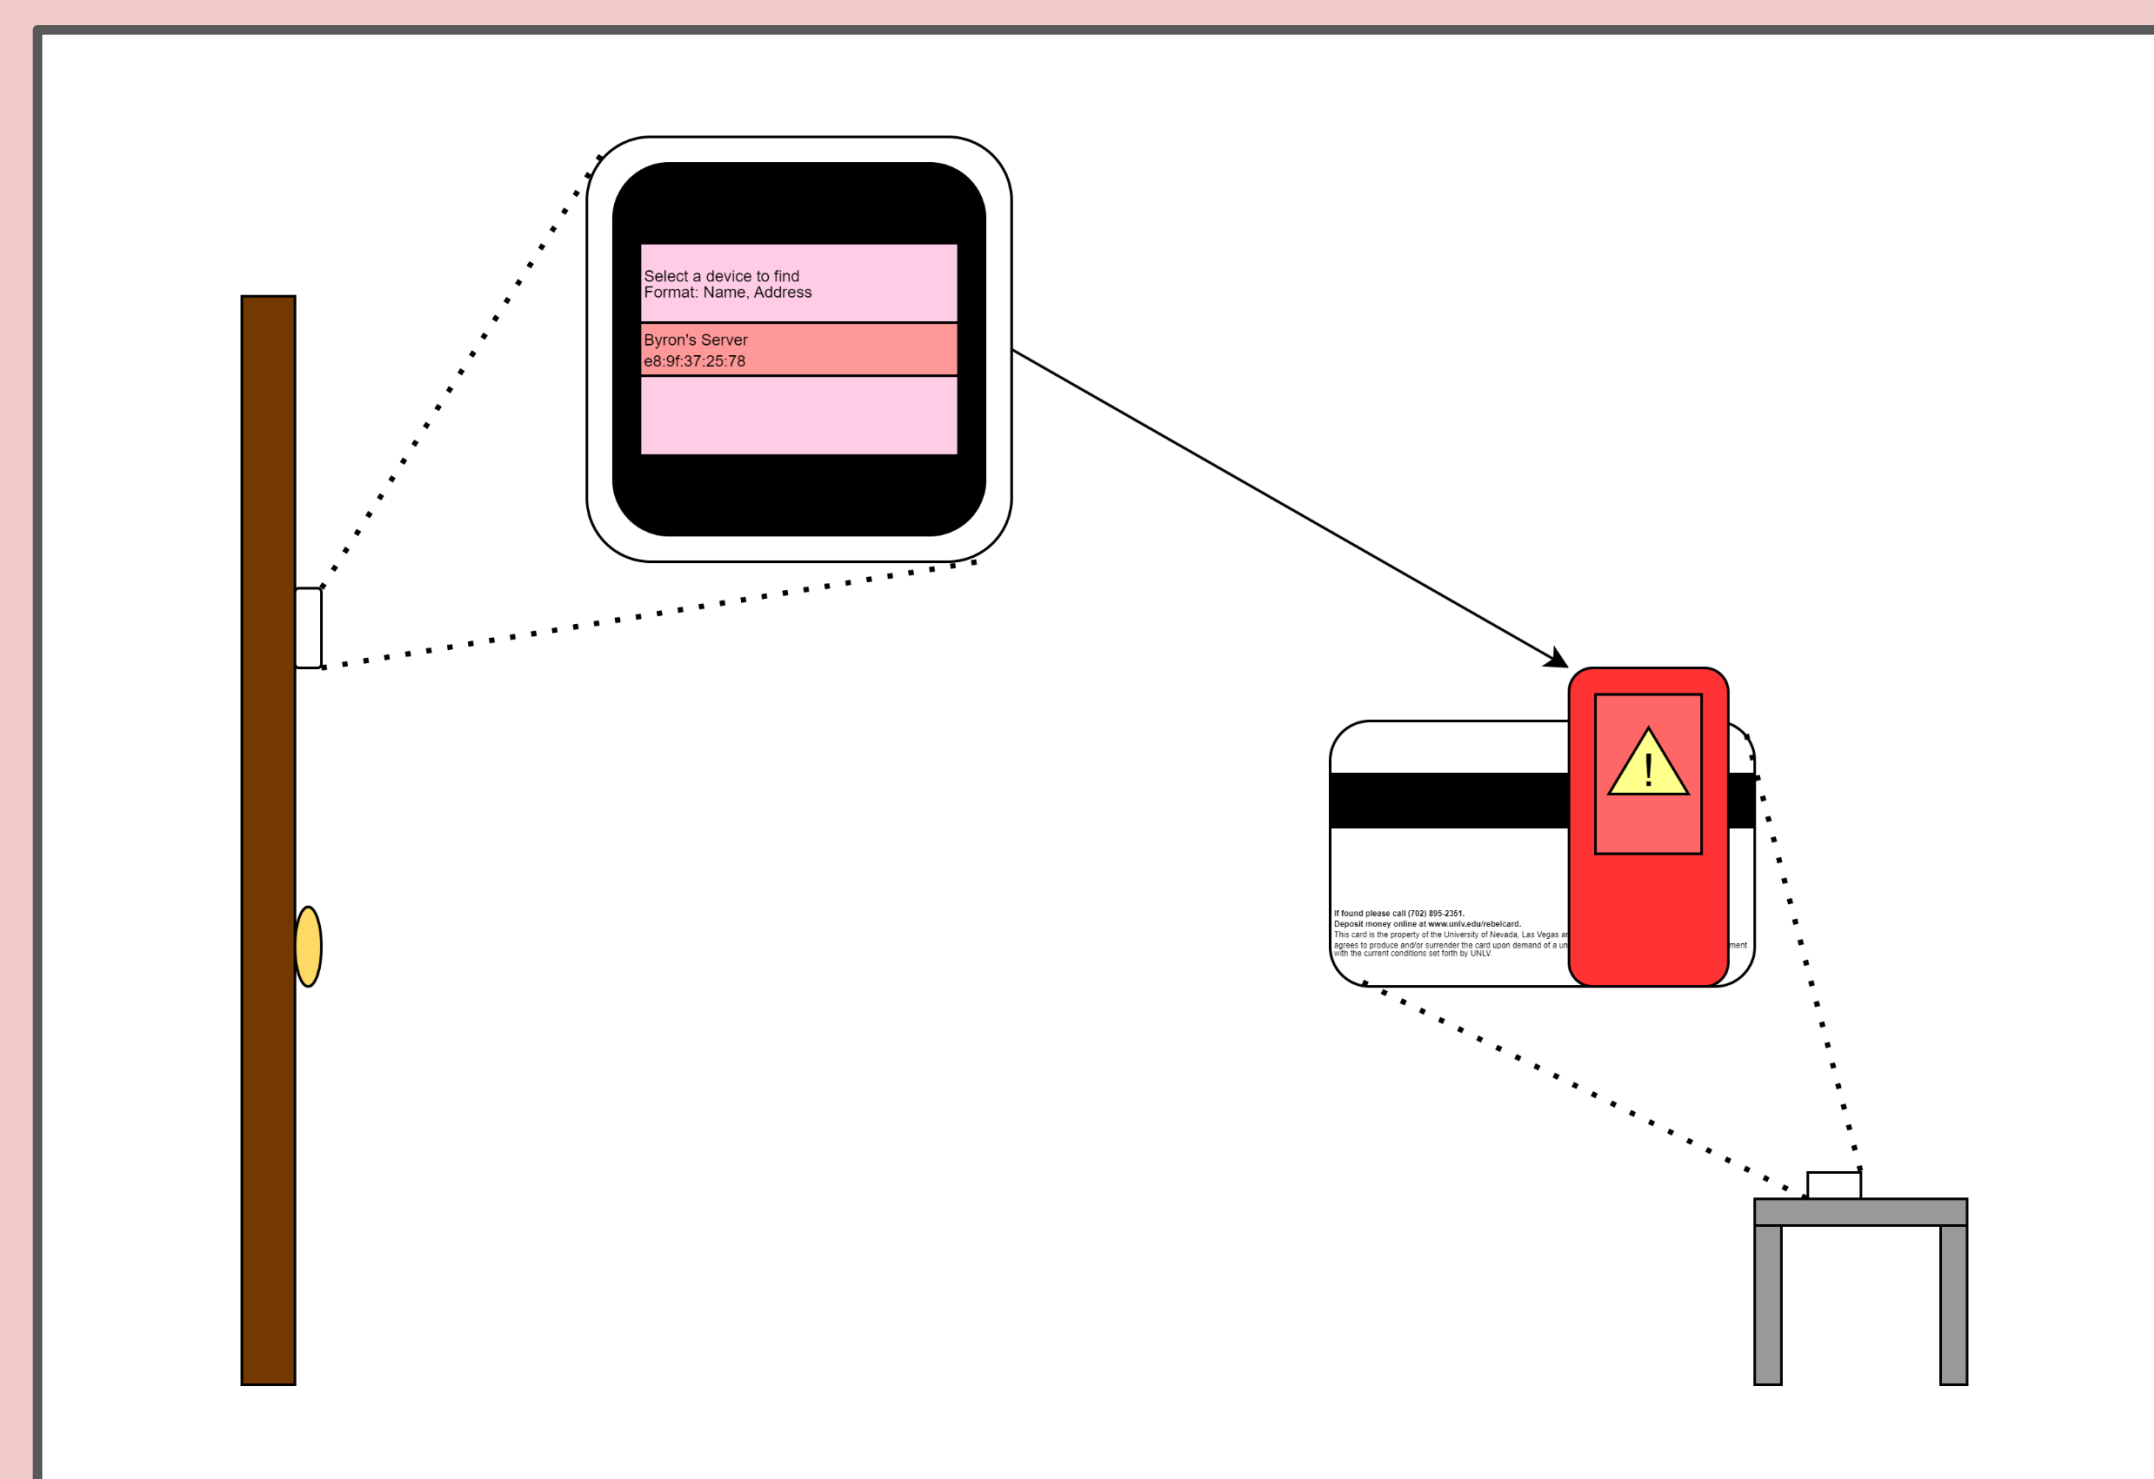 Select a device to find
Format: Name, Address
Byron's Server
e8:9f:37:25:78
!
If found please call (702) 895-2351.
Deposit money online at www.unlv.edu/rebelcard.
This card is the property of the University of Nevada, Las Vegas
agrees to produce and/or surrender the card upon demand of a
with the current conditions set forth by UNLV.